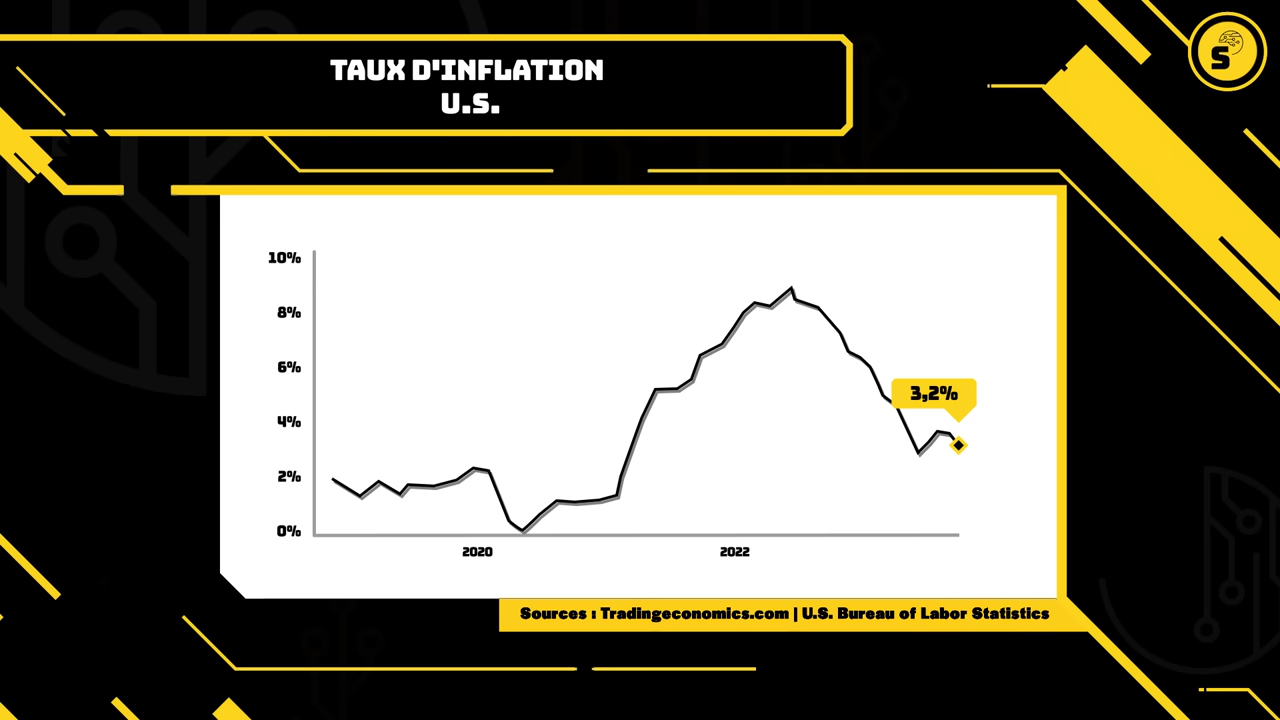 TAUX D'INFLATION
U.S.
S
10%
8%
6%
4%
2%
0%
3,2%
2020
2022
Sources : Tradingeconomics.com | U.S. Bureau of Labor Statistics